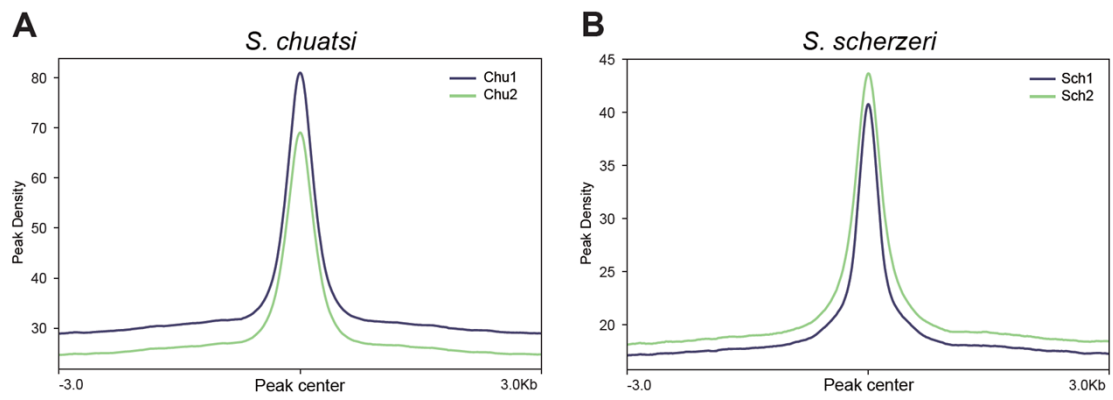 A
S. chuatsi
Chu1
Chu2
80
70
60
50
40
30
Peak Density
-3.0
Peak center
3.0Kb
B
S. scherzeri
Sch1
Sch2
45
40
35
30
25
20
Peak Density
-3.0
Peak center
3.0Kb